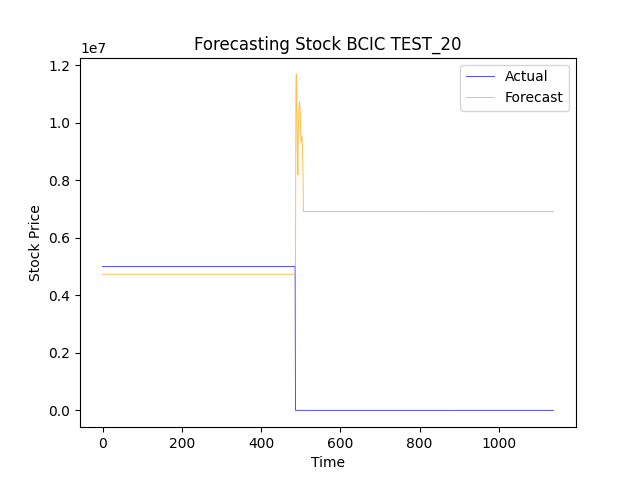 Forecasting Stock BCIC TEST_20
1e7
Actual
Forecast
1.2
1.0
0.8
0.6
0.4
0.2
0.0
Stock Price
0 200 400 600 800 1000
Time